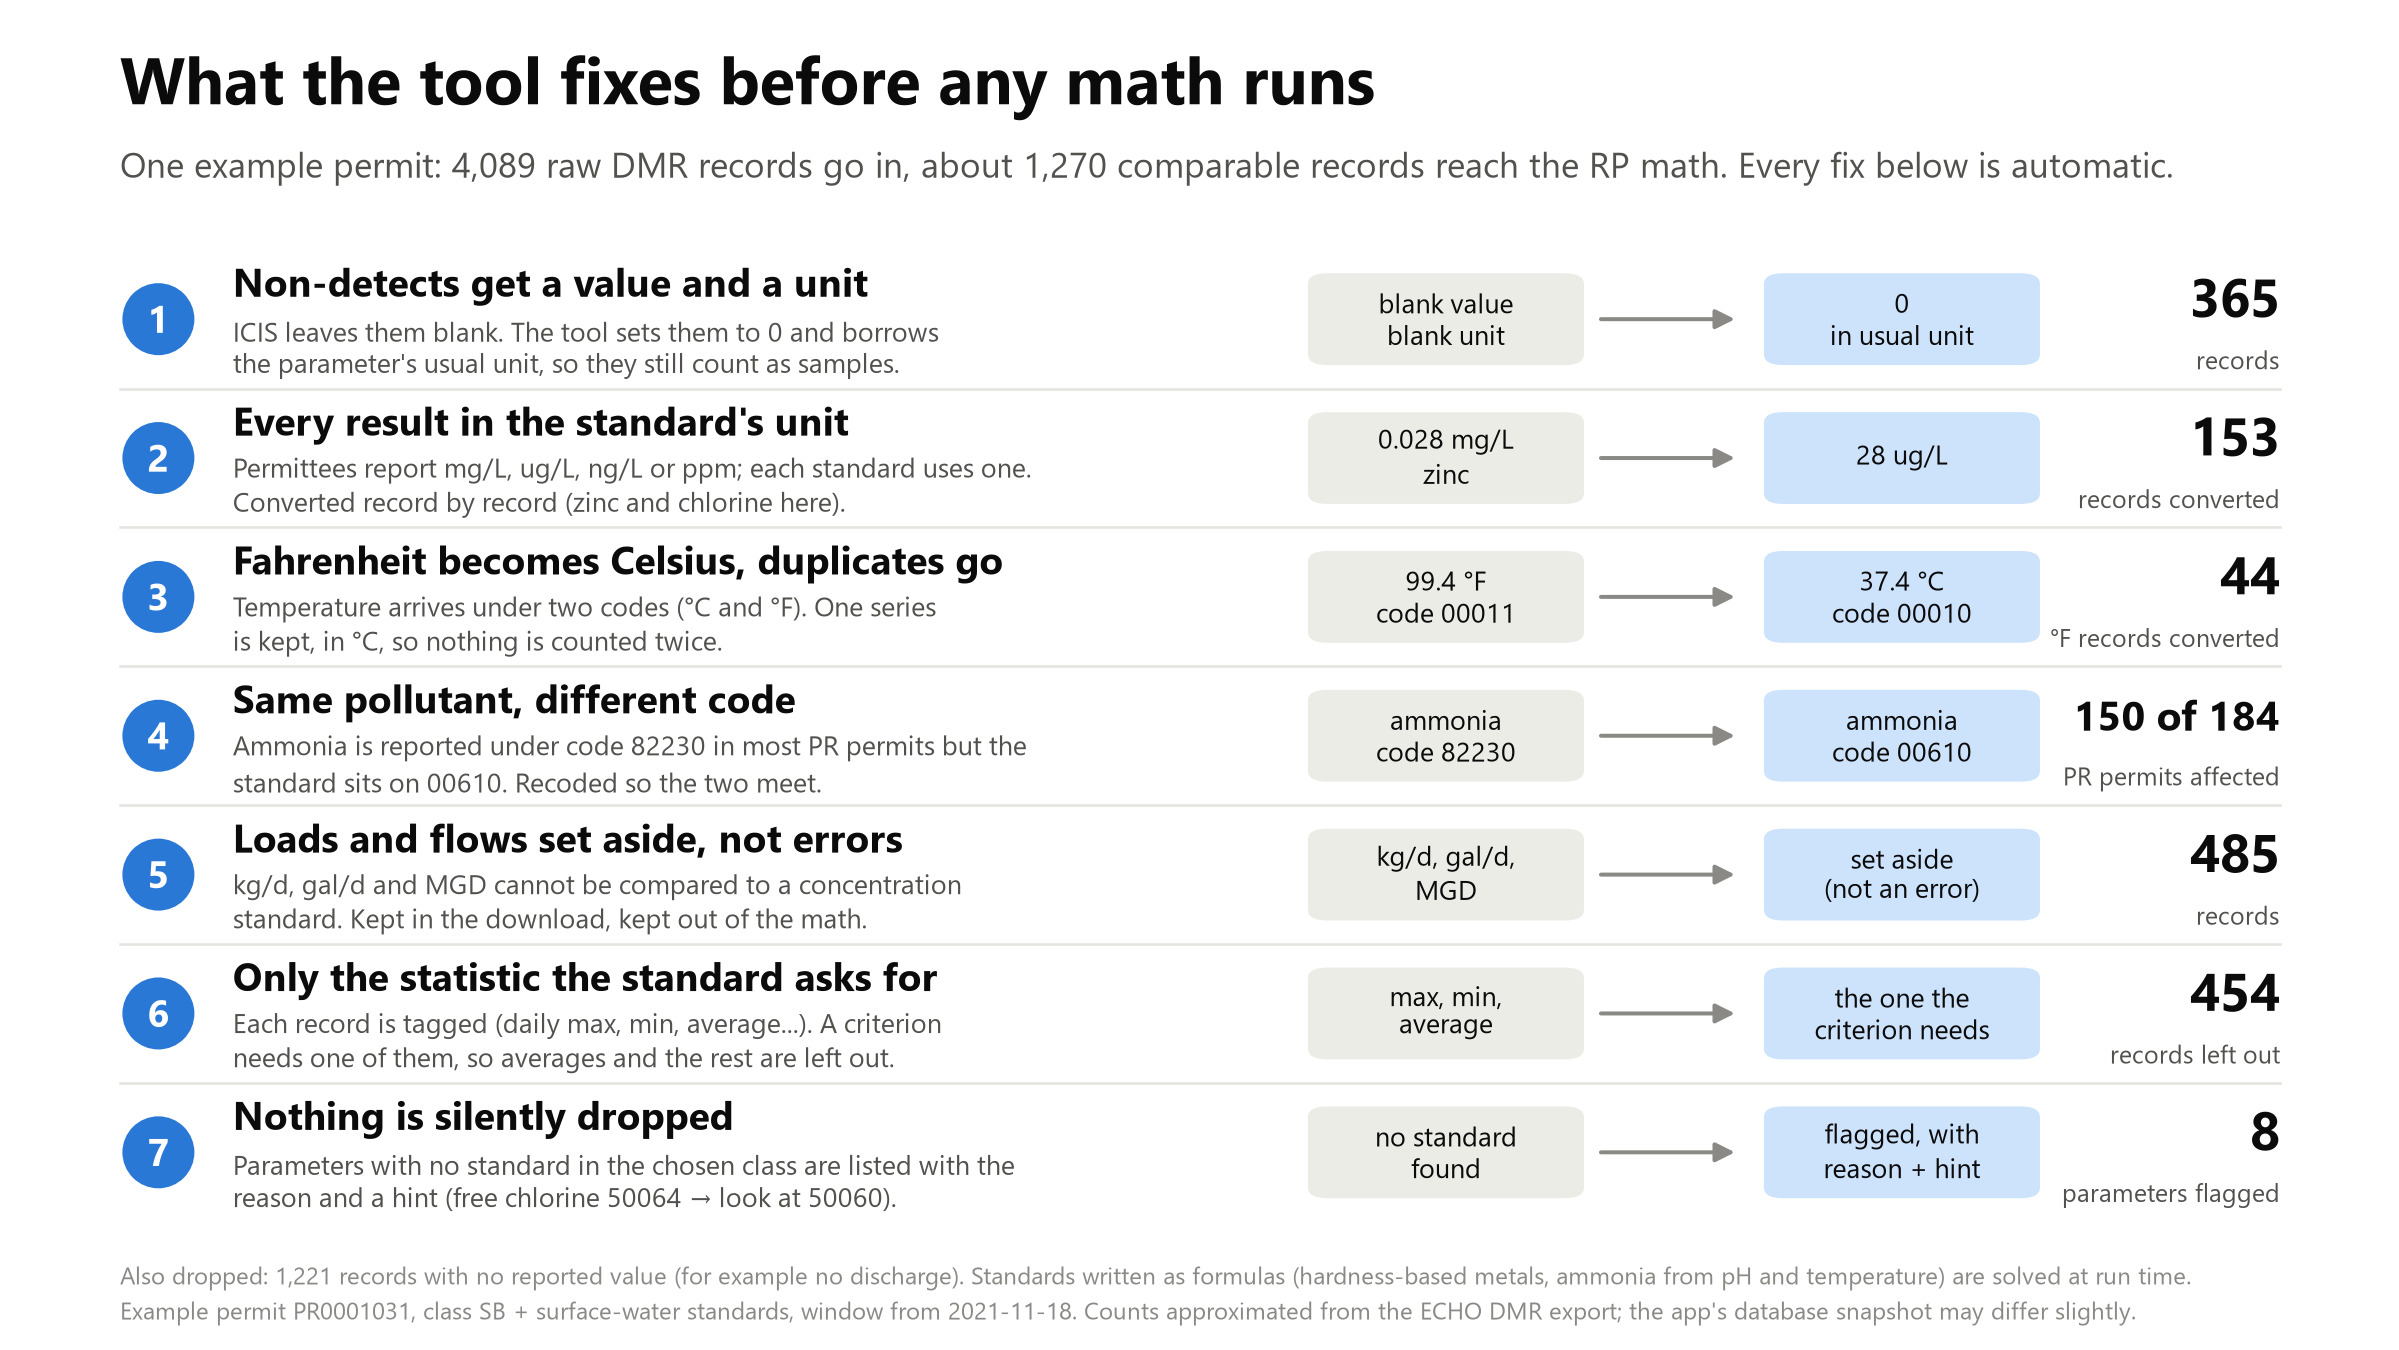 What the tool fixes before any math runs
One example permit: 4,089 raw DMR records go in, about 1,270 comparable records reach the RP math. Every fix below is automatic.
1
Non-detects get a value and a unit
ICIS leaves them blank. The tool sets them to 0 and borrows
the parameter's usual unit, so they still count as samples.
blank value
blank unit
0
in usual unit
365
records
2
Every result in the standard's unit
Permittees report mg/L, ug/L, ng/L or ppm; each standard uses one.
Converted record by record (zinc and chlorine here).
0.028 mg/L
zinc
28 ug/L
153
records converted
3
Fahrenheit becomes Celsius, duplicates go
Temperature arrives under two codes (°C and °F). One series
is kept, in °C, so nothing is counted twice.
99.4 °F
code 00011
37.4 °C
code 00010
44
°F records converted
4
Same pollutant, different code
Ammonia is reported under code 82230 in most PR permits but the
standard sits on 00610. Recoded so the two meet.
ammonia
code 82230
ammonia
code 00610
150 of 184
PR permits affected
5
Loads and flows set aside, not errors
kg/d, gal/d and MGD cannot be compared to a concentration
standard. Kept in the download, kept out of the math.
kg/d, gal/d,
MGD
set aside
(not an error)
485
records
6
Only the statistic the standard asks for
Each record is tagged (daily max, min, average...). A criterion
needs one of them, so averages and the rest are left out.
max, min,
average
the one the
criterion needs
454
records left out
7
Nothing is silently dropped
Parameters with no standard in the chosen class are listed with the
reason and a hint (free chlorine 50064 → look at 50060).
no standard
found
flagged, with
reason + hint
8
parameters flagged
Also dropped: 1,221 records with no reported value (for example no discharge). Standards written as formulas (hardness-based metals, ammonia from pH and temperature) are solved at run time.
Example permit PR0001031, class SB + surface-water standards, window from 2021-11-18. Counts approximated from the ECHO DMR export; the app's database snapshot may differ slightly.